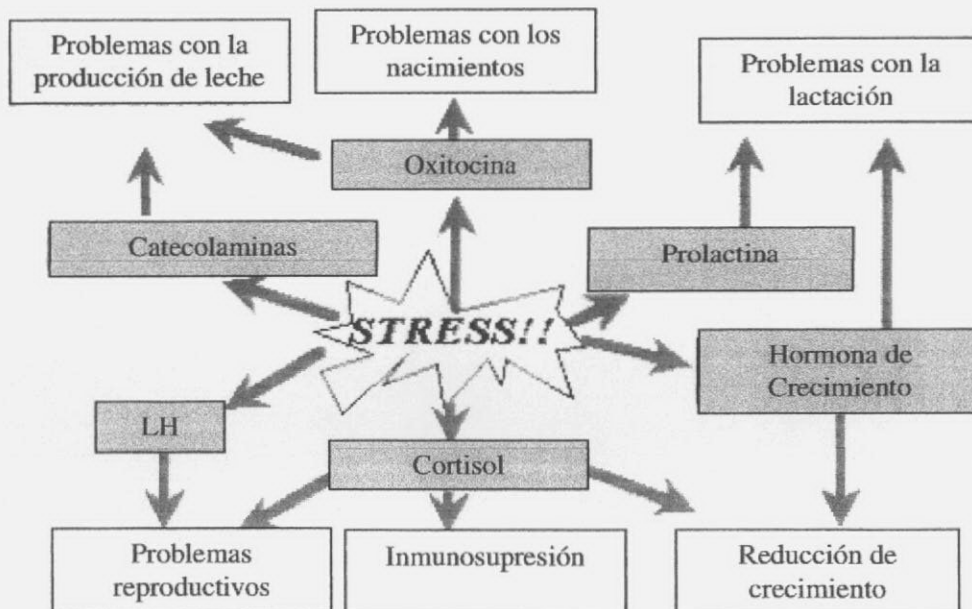 Problemas con la
producción de leche
Problemas con los
nacimientos
Problemas con la
lactación
Oxitocina
Catecolaminas
Prolactina
STRESS!!
Hormona de
Crecimiento
LH
Cortisol
Problemas
reproductivos
Inmunosupresión
Reducción de
crecimiento